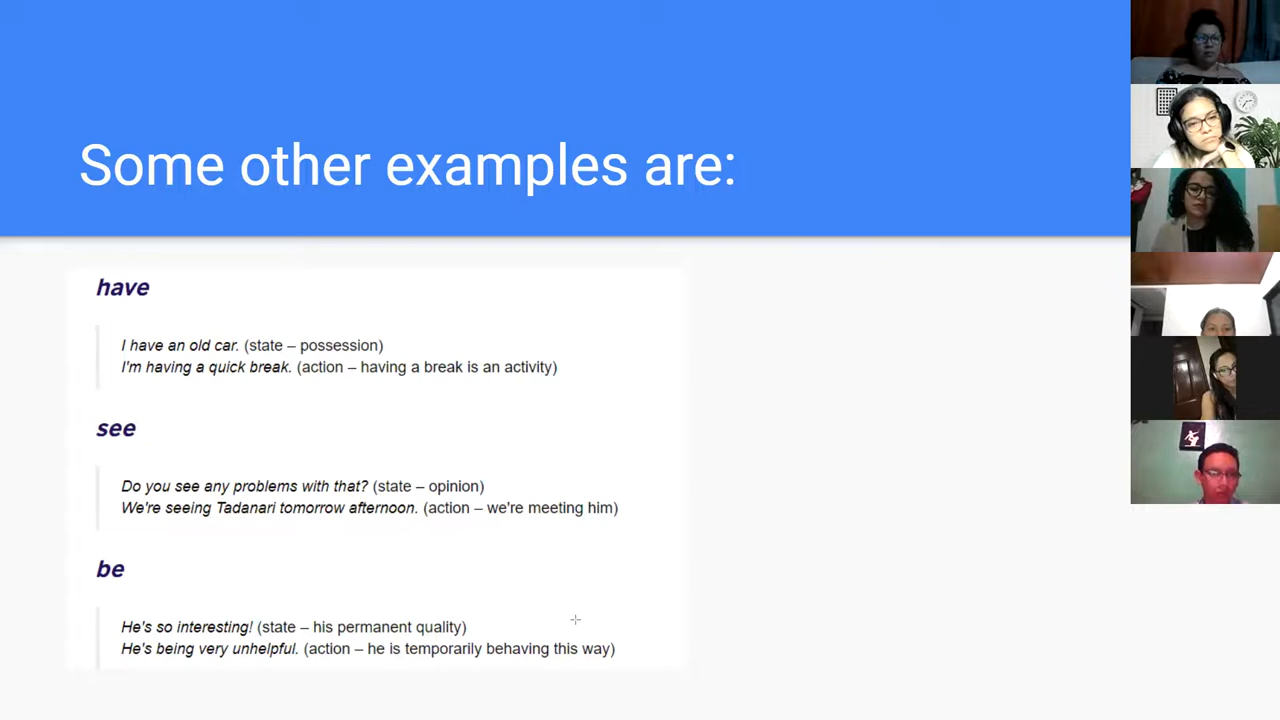 Some other examples are:
have
I have an old car. (state – possession)
I'm having a quick break. (action – having a break is an activity)
see
Do you see any problems with that? (state – opinion)
We're seeing Tadanari tomorrow afternoon. (action – we're meeting him)
be
He's so interesting! (state – his permanent quality)
He's being very unhelpful. (action – he is temporarily behaving this way)